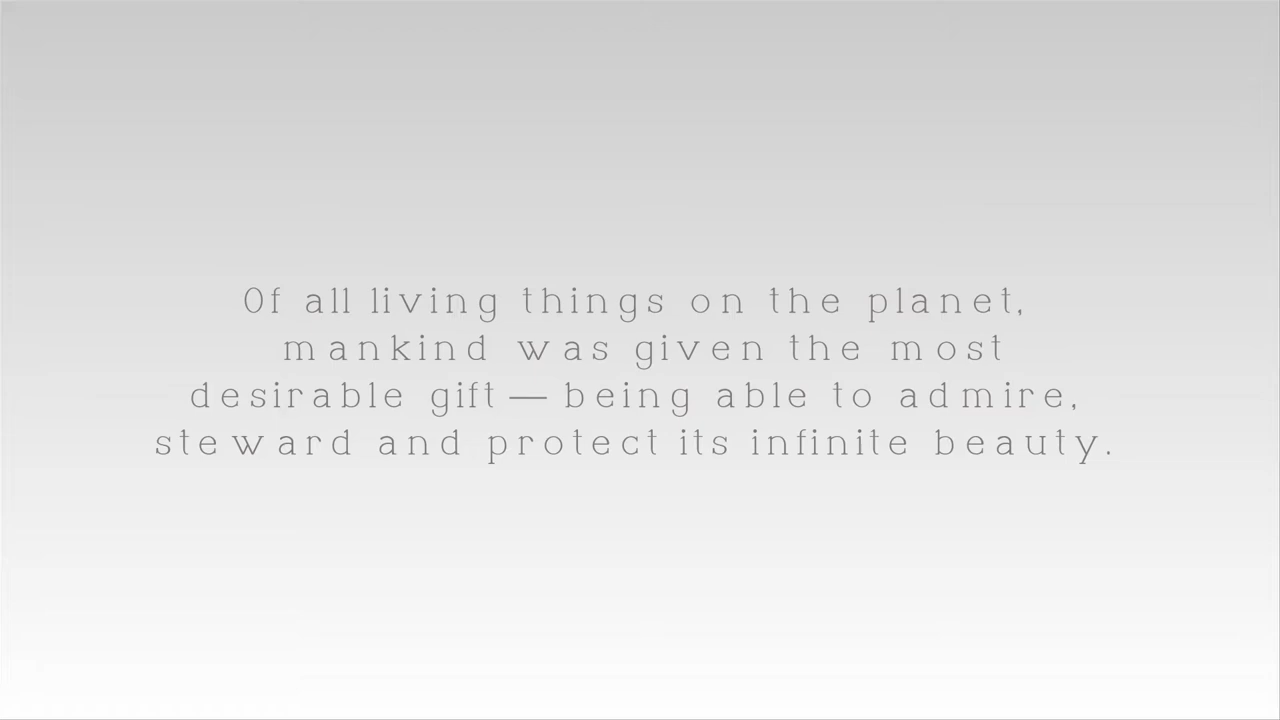 Of all living things on the planet,
mankind was given the most
desirable gift — being able to admire,
steward and protect its infinite beauty.